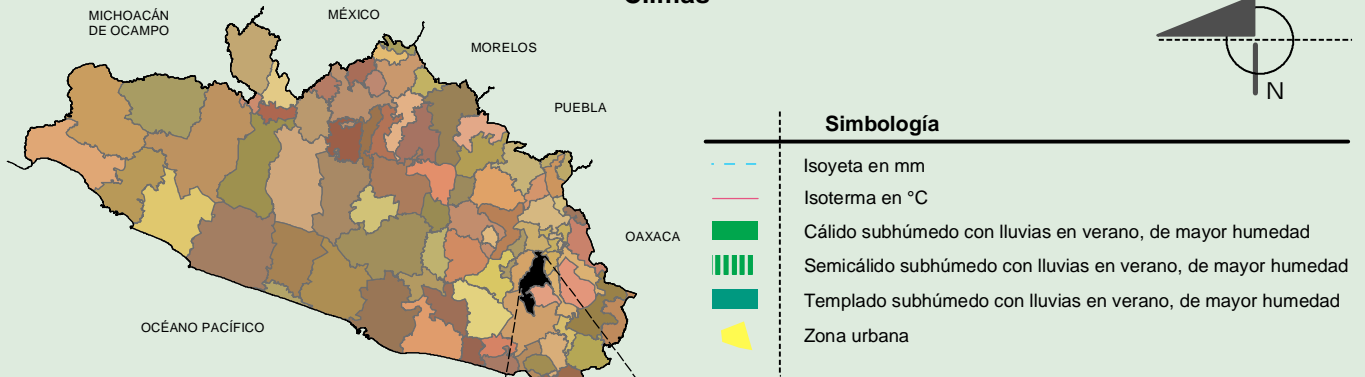 Climas
MICHOACÁN
DE OCAMPO
MÉXICO
MORELOS
PUEBLA
OAXACA
OCÉANO PACÍFICO
N
Simbología
Isoyeta en mm
Isoterma en °C
Cálido subhúmedo con lluvias en verano, de mayor humedad
Semicálido subhúmedo con lluvias en verano, de mayor humedad
Templado subhúmedo con lluvias en verano, de mayor humedad
Zona urbana